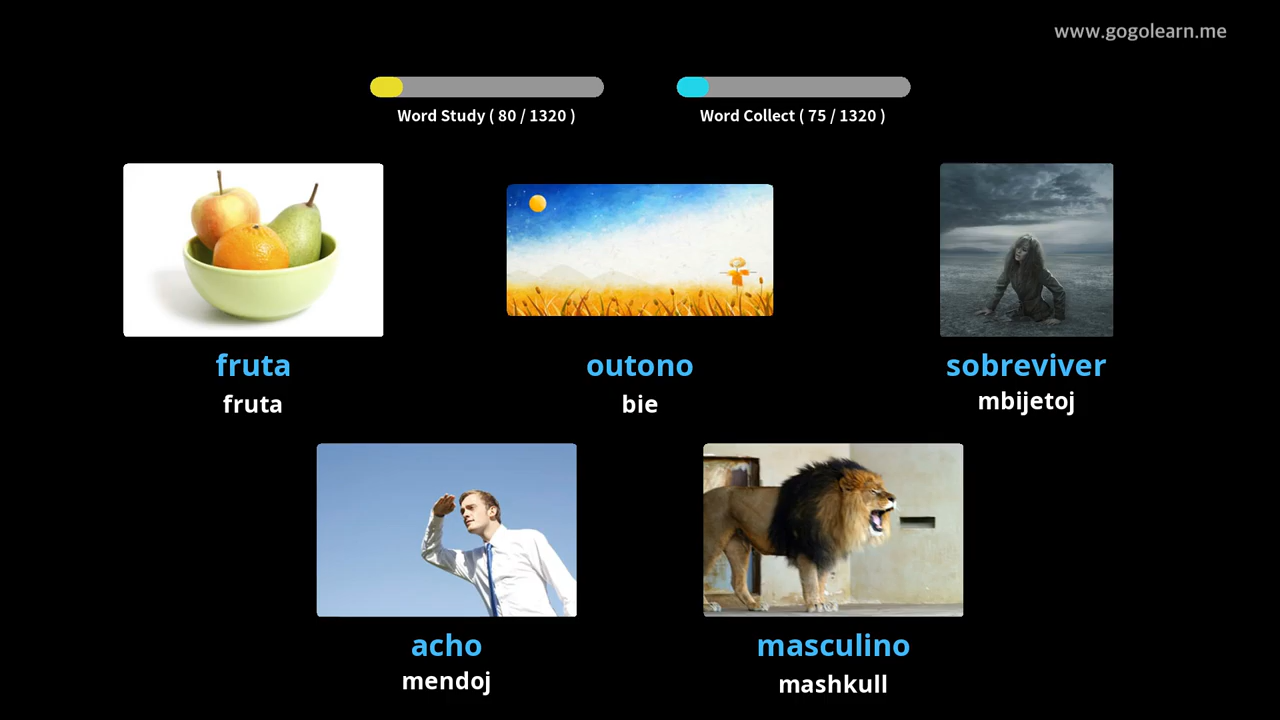 www.gogolearn.me
Word Study ( 80 / 1320 )
Word Collect ( 75 / 1320 )
fruta
fruta
outono
bie
sobreviver
mbijetoj
acho
mendoj
masculino
mashkull